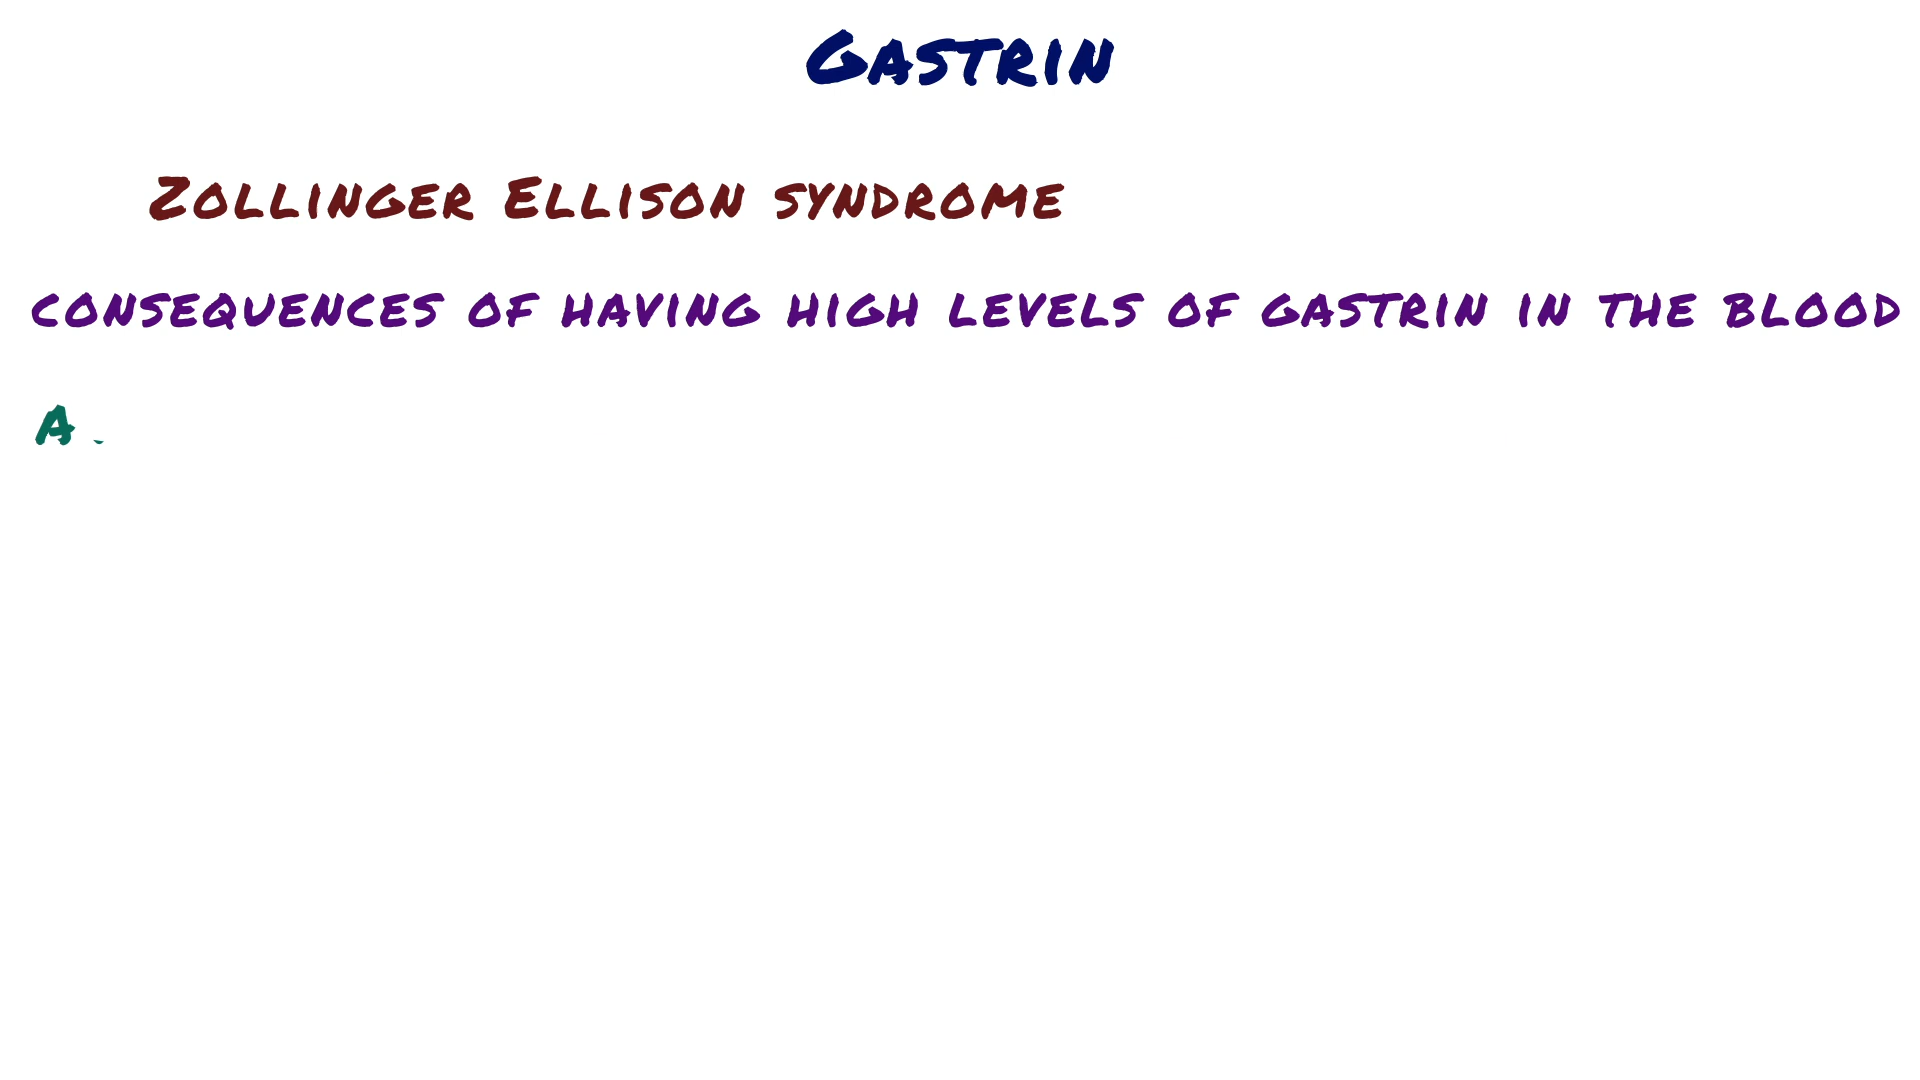 Gastrin
Zollinger Ellison syndrome
consequences of having high levels of gastrin in the blood
A.